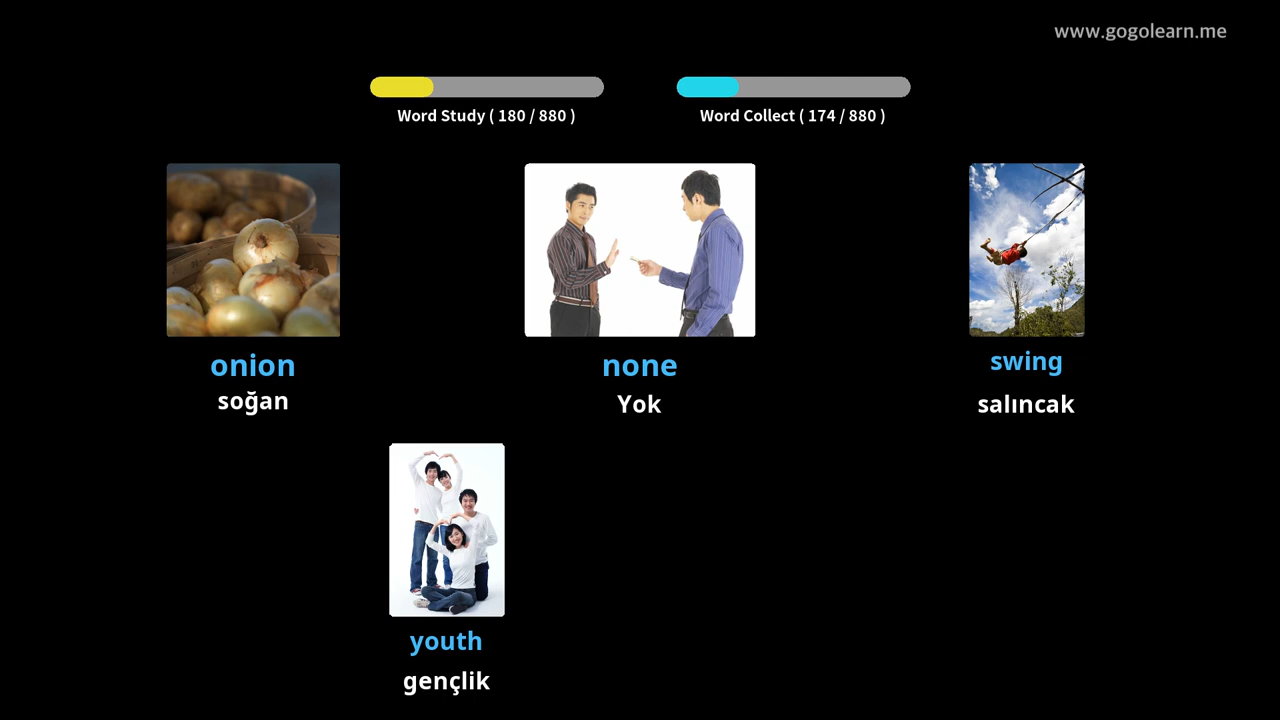 www.gogolearn.me
Word Study ( 180 / 880 )
Word Collect ( 174 / 880 )
onion
soğan
none
Yok
swing
salıncak
youth
gençlik